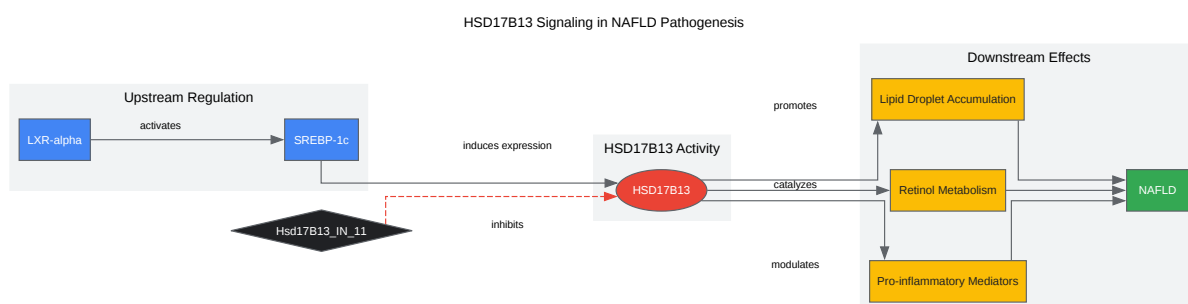 HSD17B13 Signaling in NAFLD Pathogenesis
Upstream Regulation
LXR-alpha
activates
SREBP-1c
induces expression
Hsd17B13_IN_11
inhibits
HSD17B13 Activity
HSD17B13
promotes
catalyzes
modulates
Downstream Effects
Lipid Droplet Accumulation
Retinol Metabolism
Pro-inflammatory Mediators
NAFLD